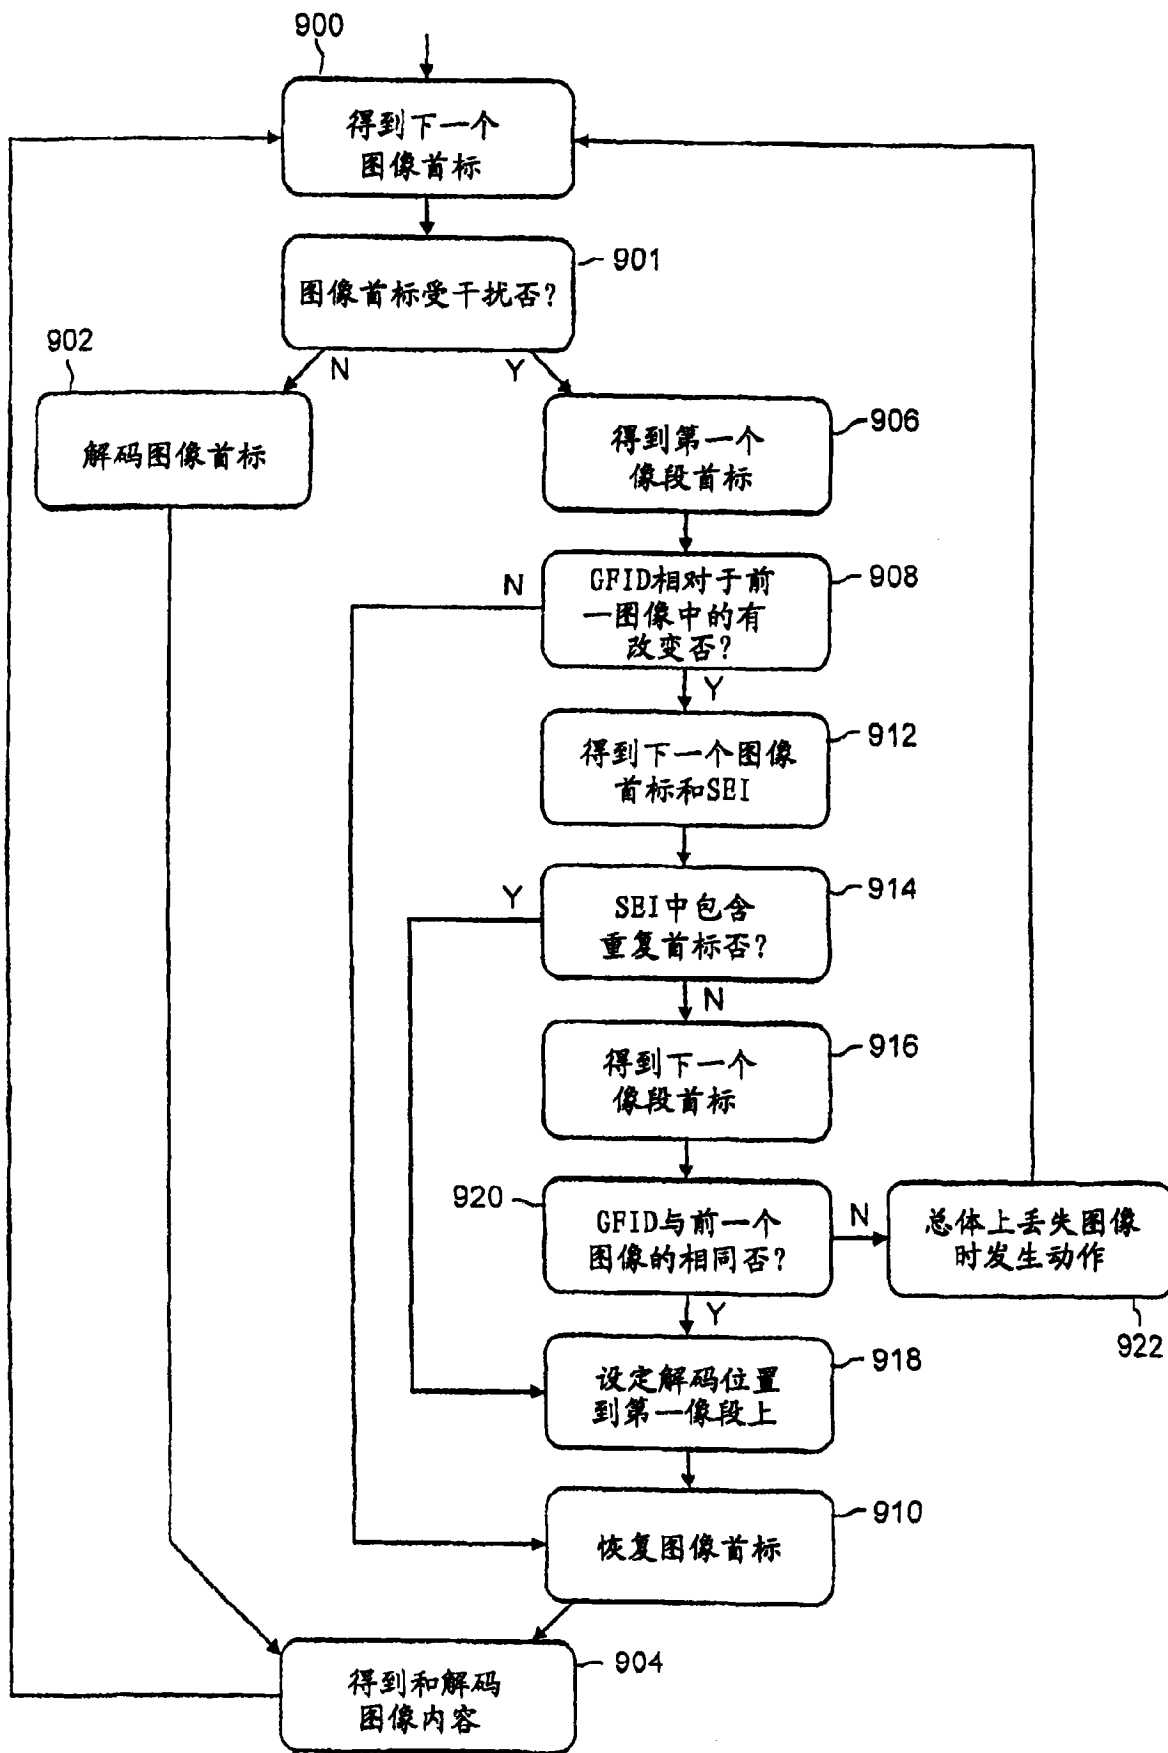 900
得到下一个
图像首标
901
图像首标受干扰否?
902
N
Y
解码图像首标
906
得到第一个
像段首标
908
N
GFID相对于前
一图像中的有
改变否?
Y
912
得到下一个图像
首标和SEI
914
Y
SEI中包含
重复首标否?
N
916
得到下一个
像段首标
920
GFID与前一个
图像的相同否?
N
总体上丢失图像
时发生动作
922
Y
918
设定解码位置
到第一像段上
910
恢复图像首标
904
得到和解码
图像内容